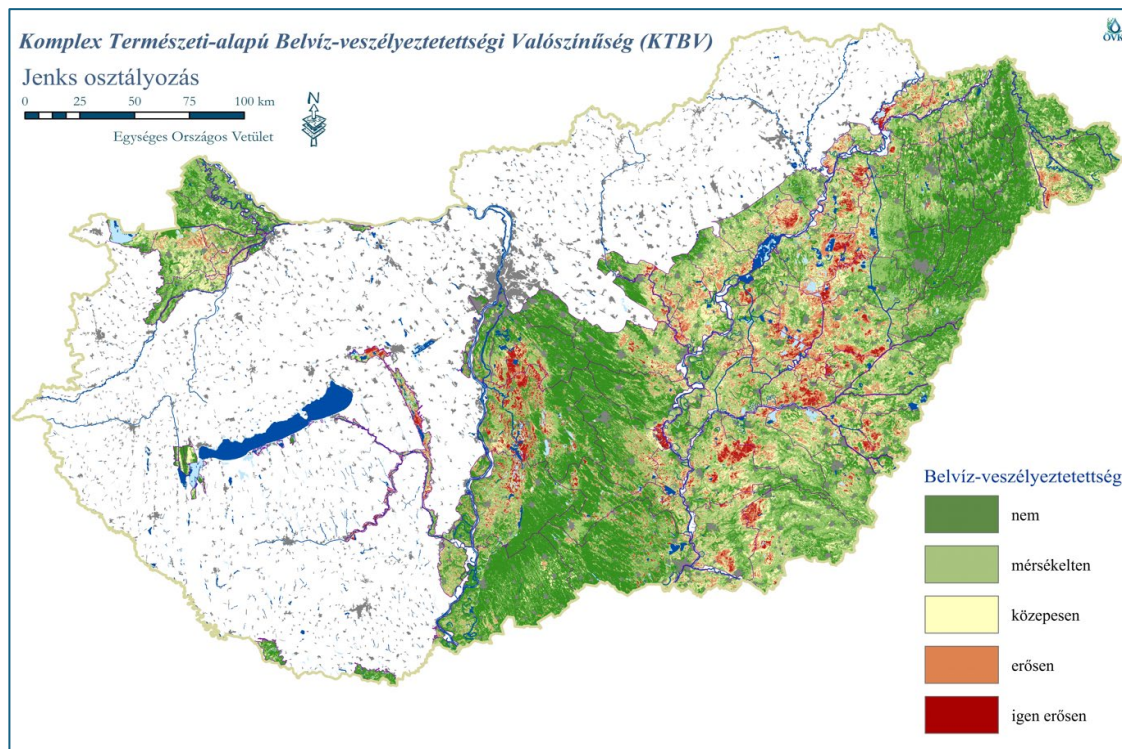 Komplex Természeti-alapú Belvíz-veszélyeztetettségi Valószínűség (KTBV)
OVF
Jenks osztályozás
0 25 50 75 100 km
N
Egységes Országos Vetület
Belvíz-veszélyeztetettség
nem
mérsékelten
közepesen
erősen
igen erősen